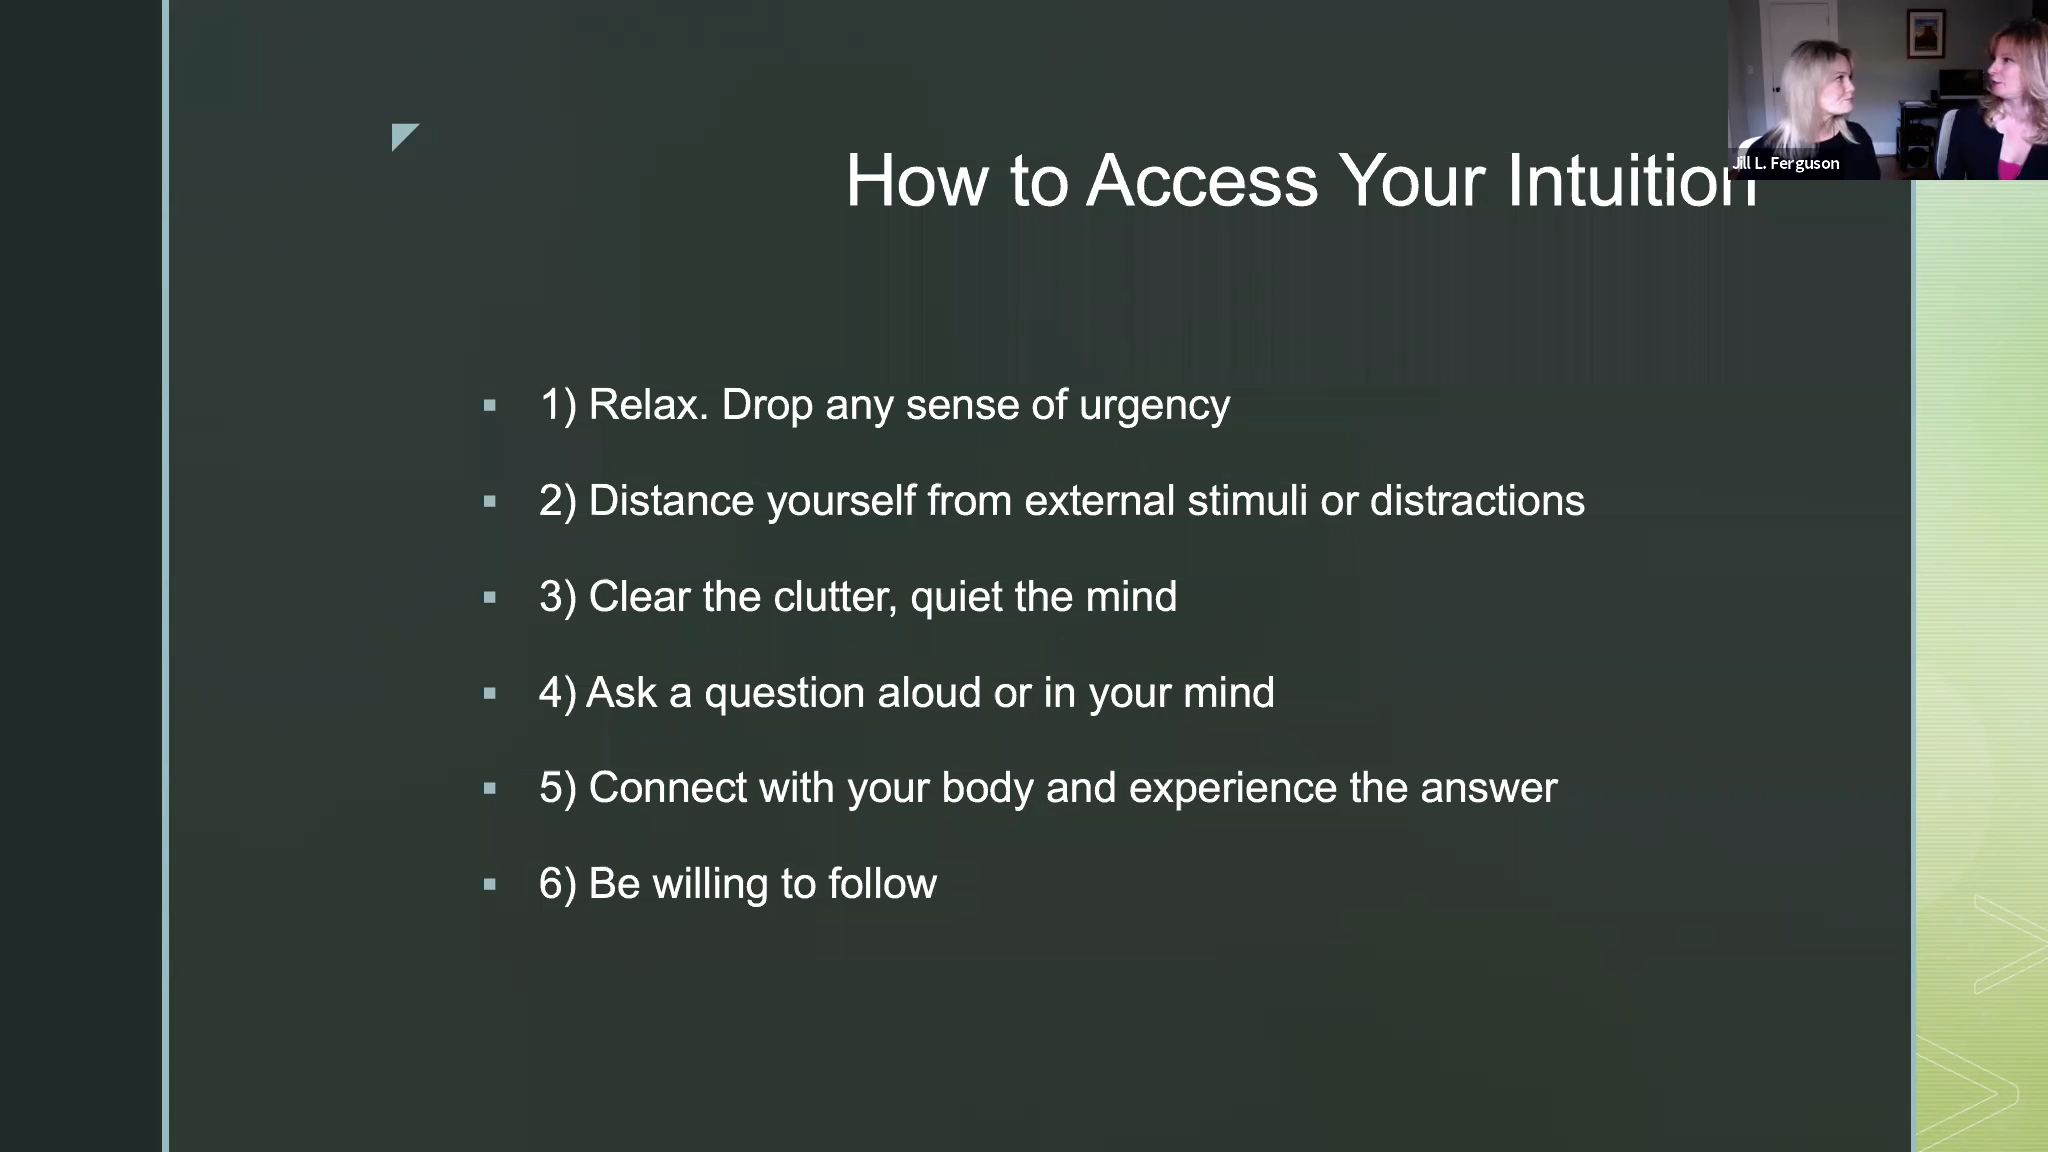 Jill L. Ferguson
How to Access Your Intuition
1) Relax. Drop any sense of urgency
2) Distance yourself from external stimuli or distractions
3) Clear the clutter, quiet the mind
4) Ask a question aloud or in your mind
5) Connect with your body and experience the answer
6) Be willing to follow